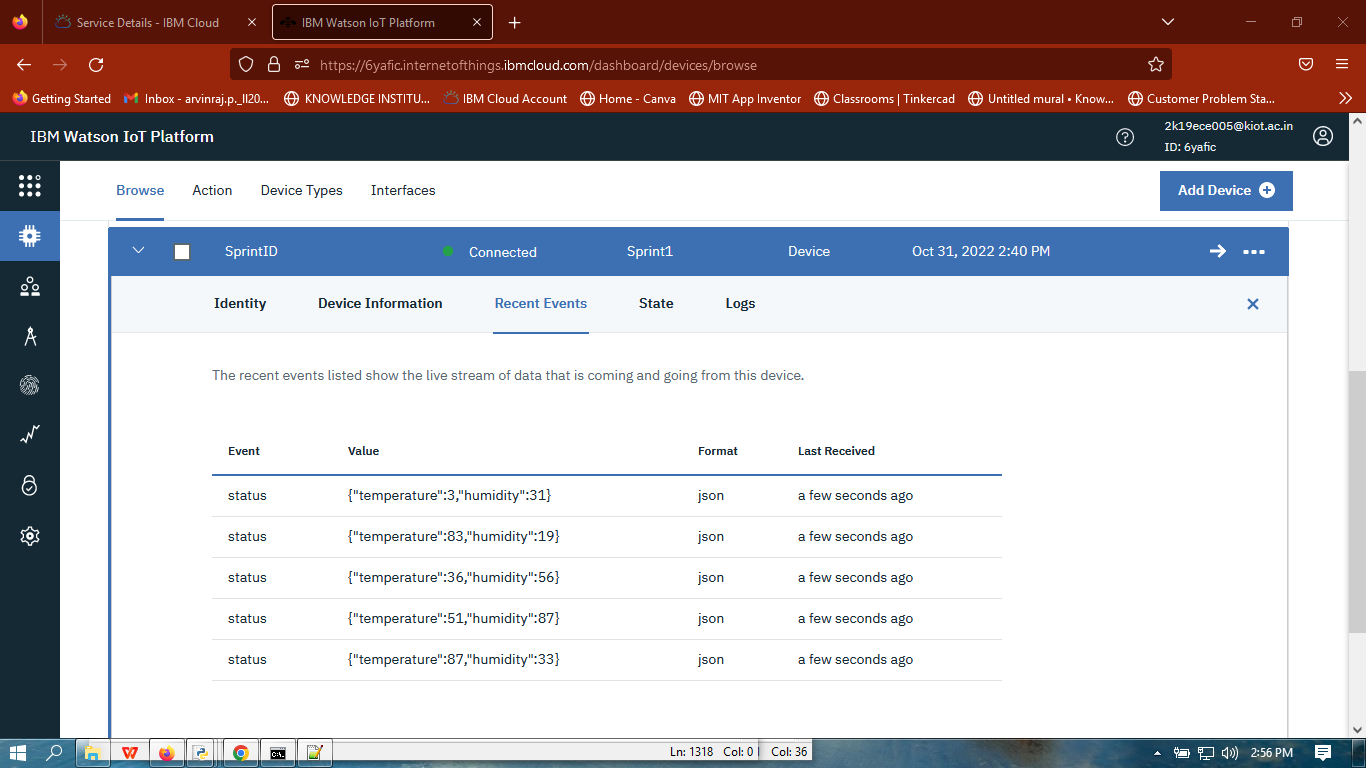 Service Details - IBM Cloud
IBM Watson IoT Platform
https://6yafic.internetofthings.ibmcloud.com/dashboard/devices/browse
Getting Started
Inbox - arvinraj.p._II20...
KNOWLEDGE INSTITU...
IBM Cloud Account
Home - Canva
MIT App Inventor
Classrooms | Tinkercad
Untitled mural • Know...
Customer Problem Sta...
IBM Watson IoT Platform
2k19ece005@kiot.ac.in
ID: 6yafic
Browse Action Device Types Interfaces
Add Device
SprintID Connected Sprint1 Device Oct 31, 2022 2:40 PM
Identity Device Information Recent Events State Logs
The recent events listed show the live stream of data that is coming and going from this device.
Event Value Format Last Received
status {"temperature":3,"humidity":31} json a few seconds ago
status {"temperature":83,"humidity":19} json a few seconds ago
status {"temperature":36,"humidity":56} json a few seconds ago
status {"temperature":51,"humidity":87} json a few seconds ago
status {"temperature":87,"humidity":33} json a few seconds ago
Ln: 1318 Col: 0 Col: 36
2:56 PM